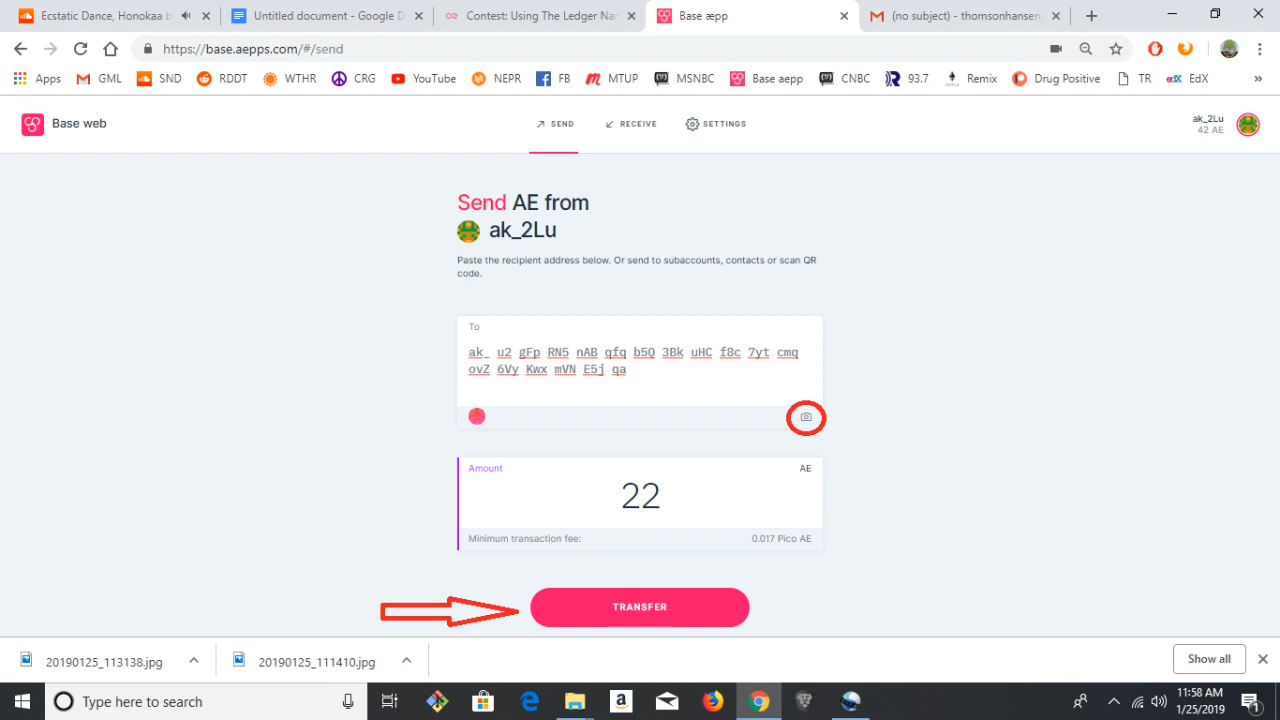 Ecstatic Dance, Honokaa b
Untitled document - Google D
Contest: Using The Ledger Na
Base æpp
(no subject) - thomsonhansen.
https://base.aepps.com/#/send
Apps GML SND RDDT WTHR CRG YouTube NEPR FB MTUP MSNBC Base aepp CNBC 93.7 Remix Drug Positive TR edX EdX »
Base web
SEND
RECEIVE
SETTINGS
ak_2Lu
42 AE
Send AE from
ak_2Lu
Paste the recipient address below. Or send to subaccounts, contacts or scan QR
code.
To
ak_ u2 gFp RN5 nAB qfq b5Q 3Bk uHC f8c 7yt cmq
ovZ 6Vy Kwx mVN E5j qa
Amount AE
22
Minimum transaction fee: 0.017 Pico AE
TRANSFER
20190125_113138.jpg
20190125_111410.jpg
Show all
Type here to search
11:58 AM
1/25/2019
1